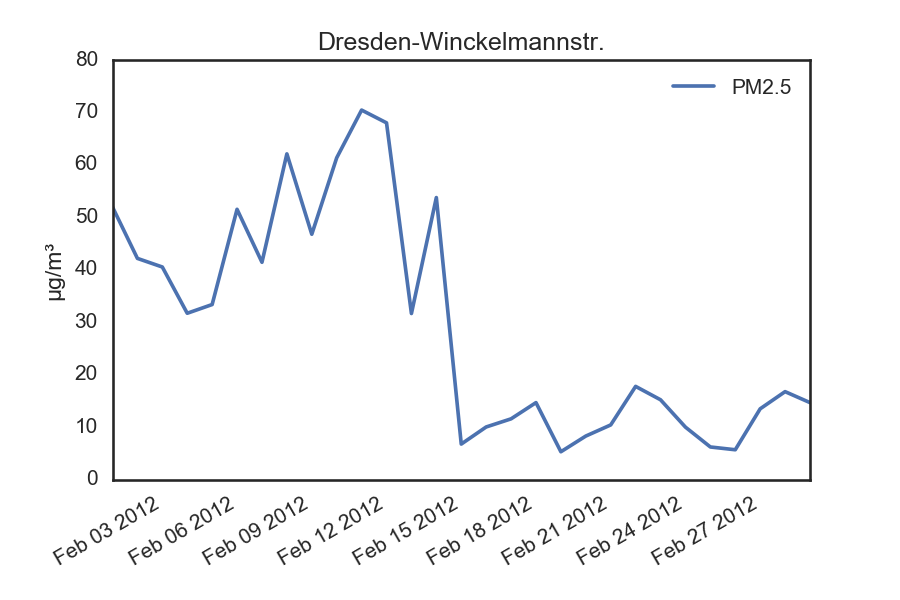 Dresden-Winckelmannstr.
80
70
60
50
40
30
20
10
0
µg/m³
PM2.5
Feb 03 2012
Feb 06 2012
Feb 09 2012
Feb 12 2012
Feb 15 2012
Feb 18 2012
Feb 21 2012
Feb 24 2012
Feb 27 2012